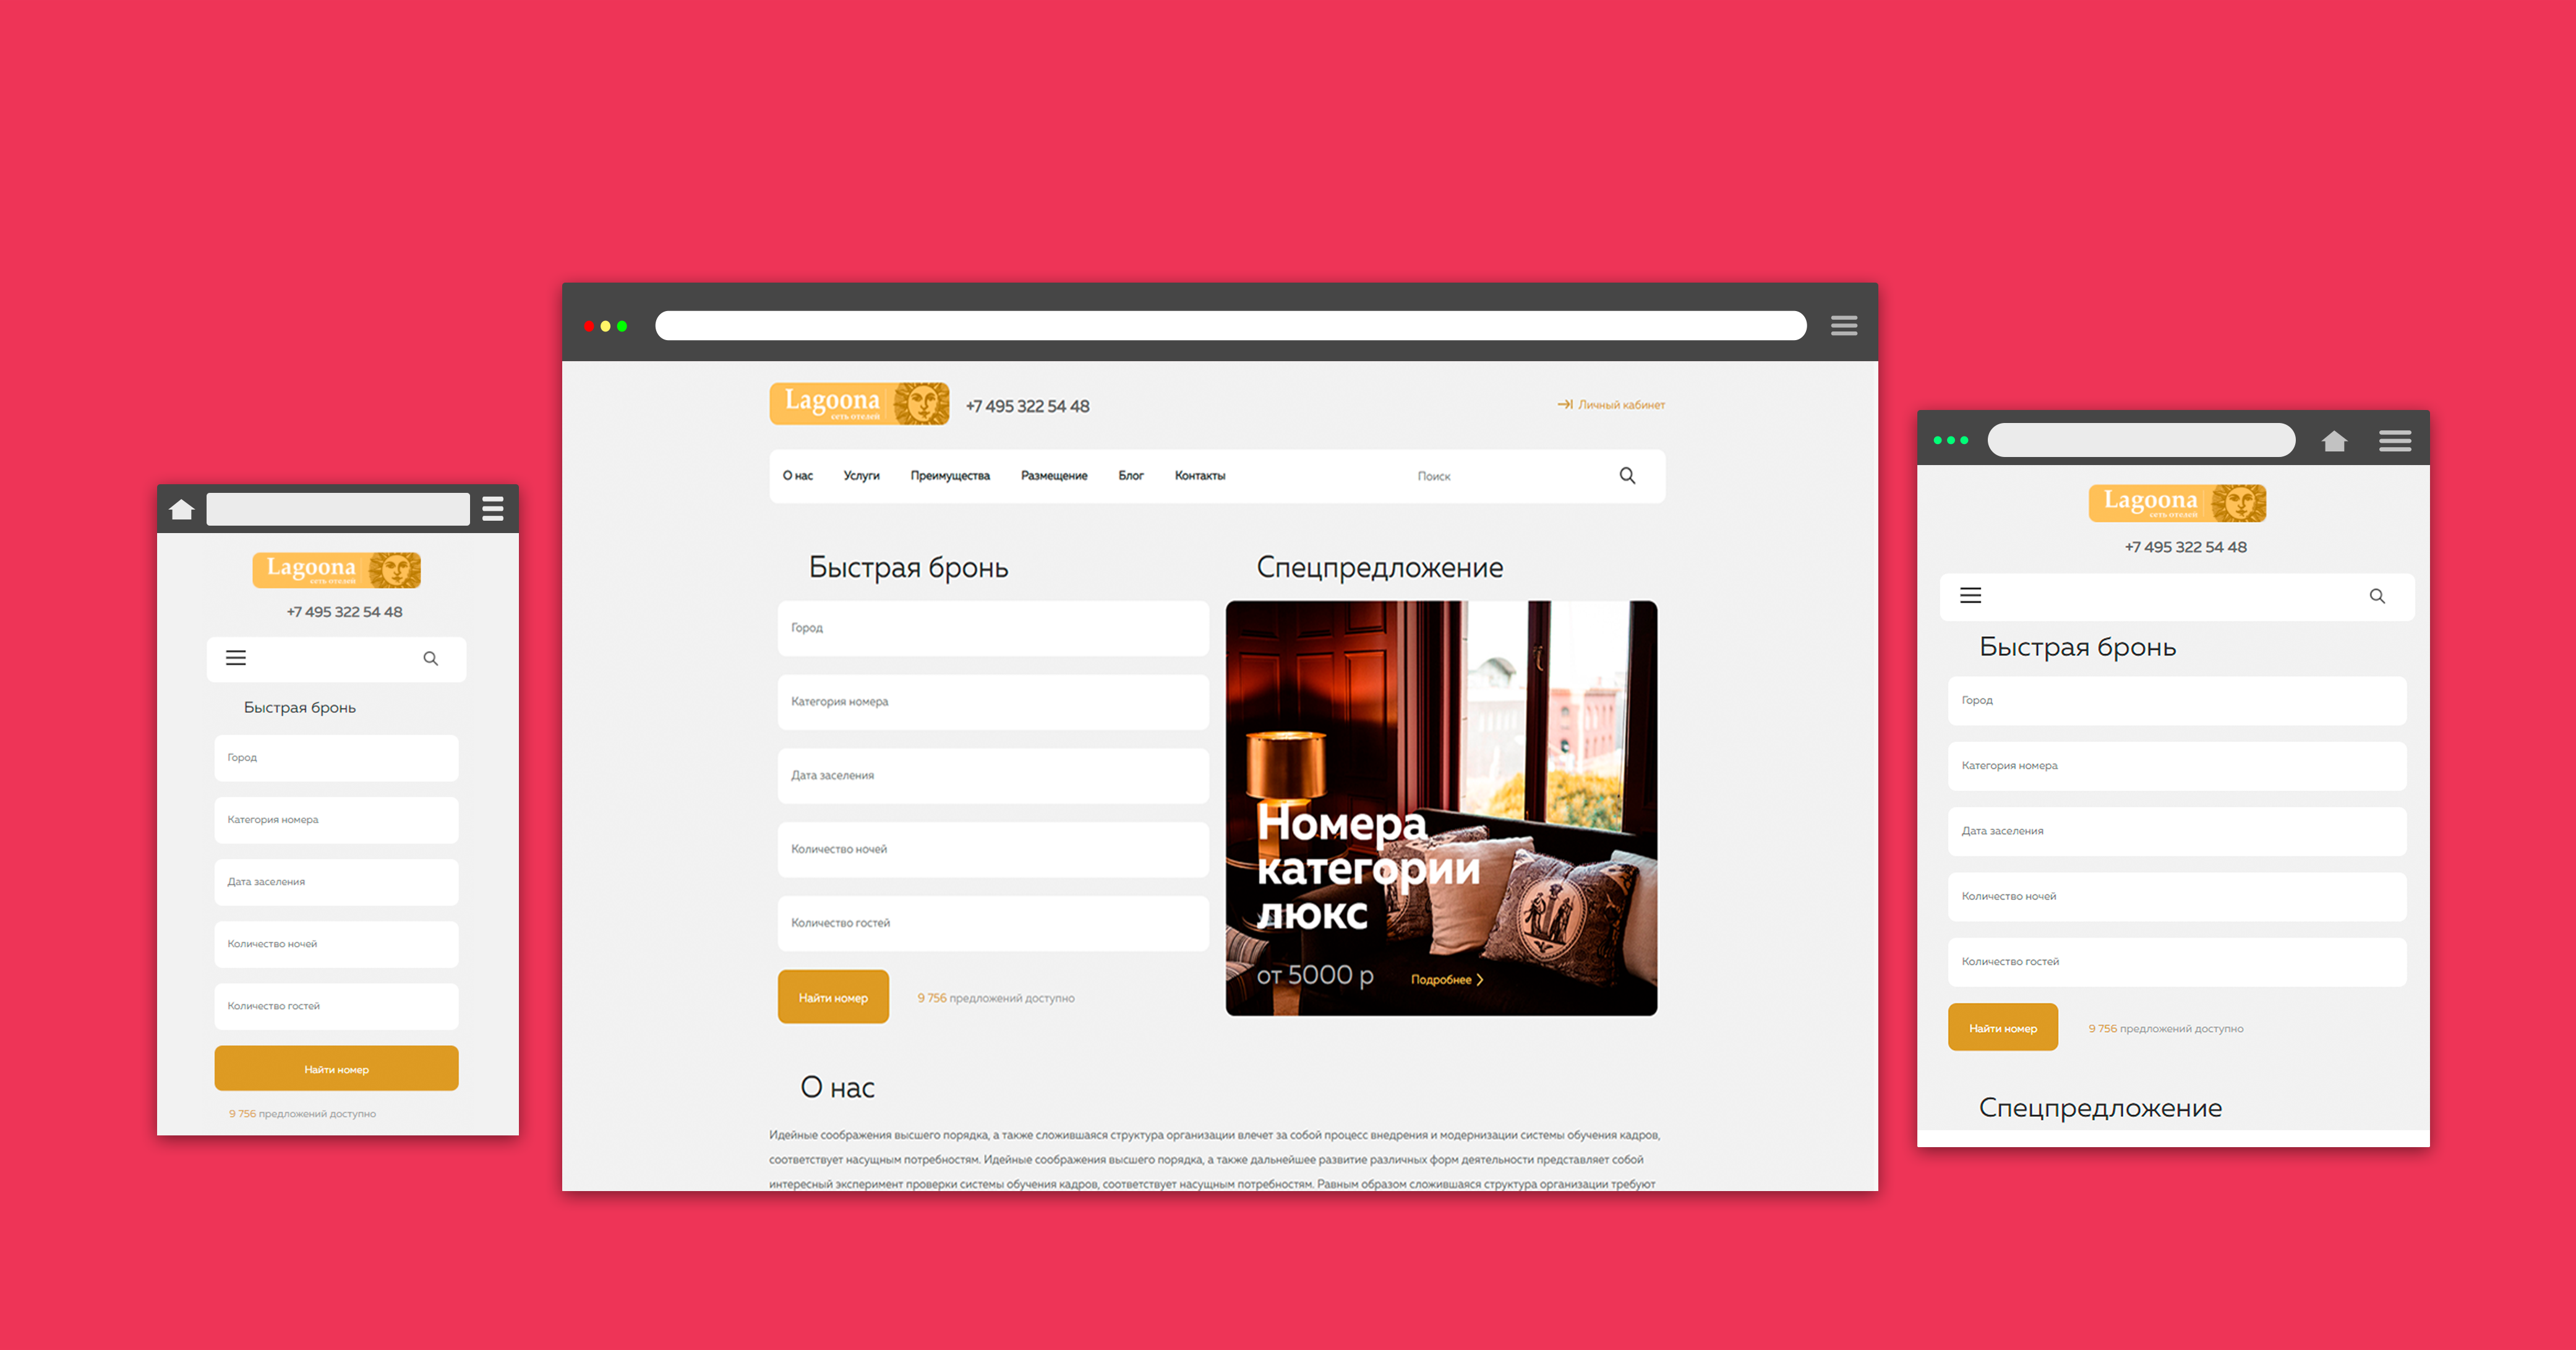 Lagoona
сеть отелей
+7 495 322 54 48
Быстрая бронь
Город
Категория номера
Дата заселения
Количество ночей
Количество гостей
Найти номер
9 756 предложений доступно
Lagoona
сеть отелей
+7 495 322 54 48
Личный кабинет
О нас Услуги Преимущества Размещение Блог Контакты Поиск
Быстрая бронь
Город
Категория номера
Дата заселения
Количество ночей
Количество гостей
Найти номер
9 756 предложений доступно
Спецпредложение
Номера
категории
люкс
от 5000 р
Подробнее
О нас
Идейные соображения высшего порядка, а также сложившаяся структура организации влечет за собой процесс внедрения и модернизации системы обучения кадров,
соответствует насущным потребностям. Идейные соображения высшего порядка, а также дальнейшее развитие различных форм деятельности представляет собой
интересный эксперимент проверки системы обучения кадров, соответствует насущным потребностям. Равным образом сложившаяся структура организации требуют
Lagoona
сеть отелей
+7 495 322 54 48
Быстрая бронь
Город
Категория номера
Дата заселения
Количество ночей
Количество гостей
Найти номер
9 756 предложений доступно
Спецпредложение